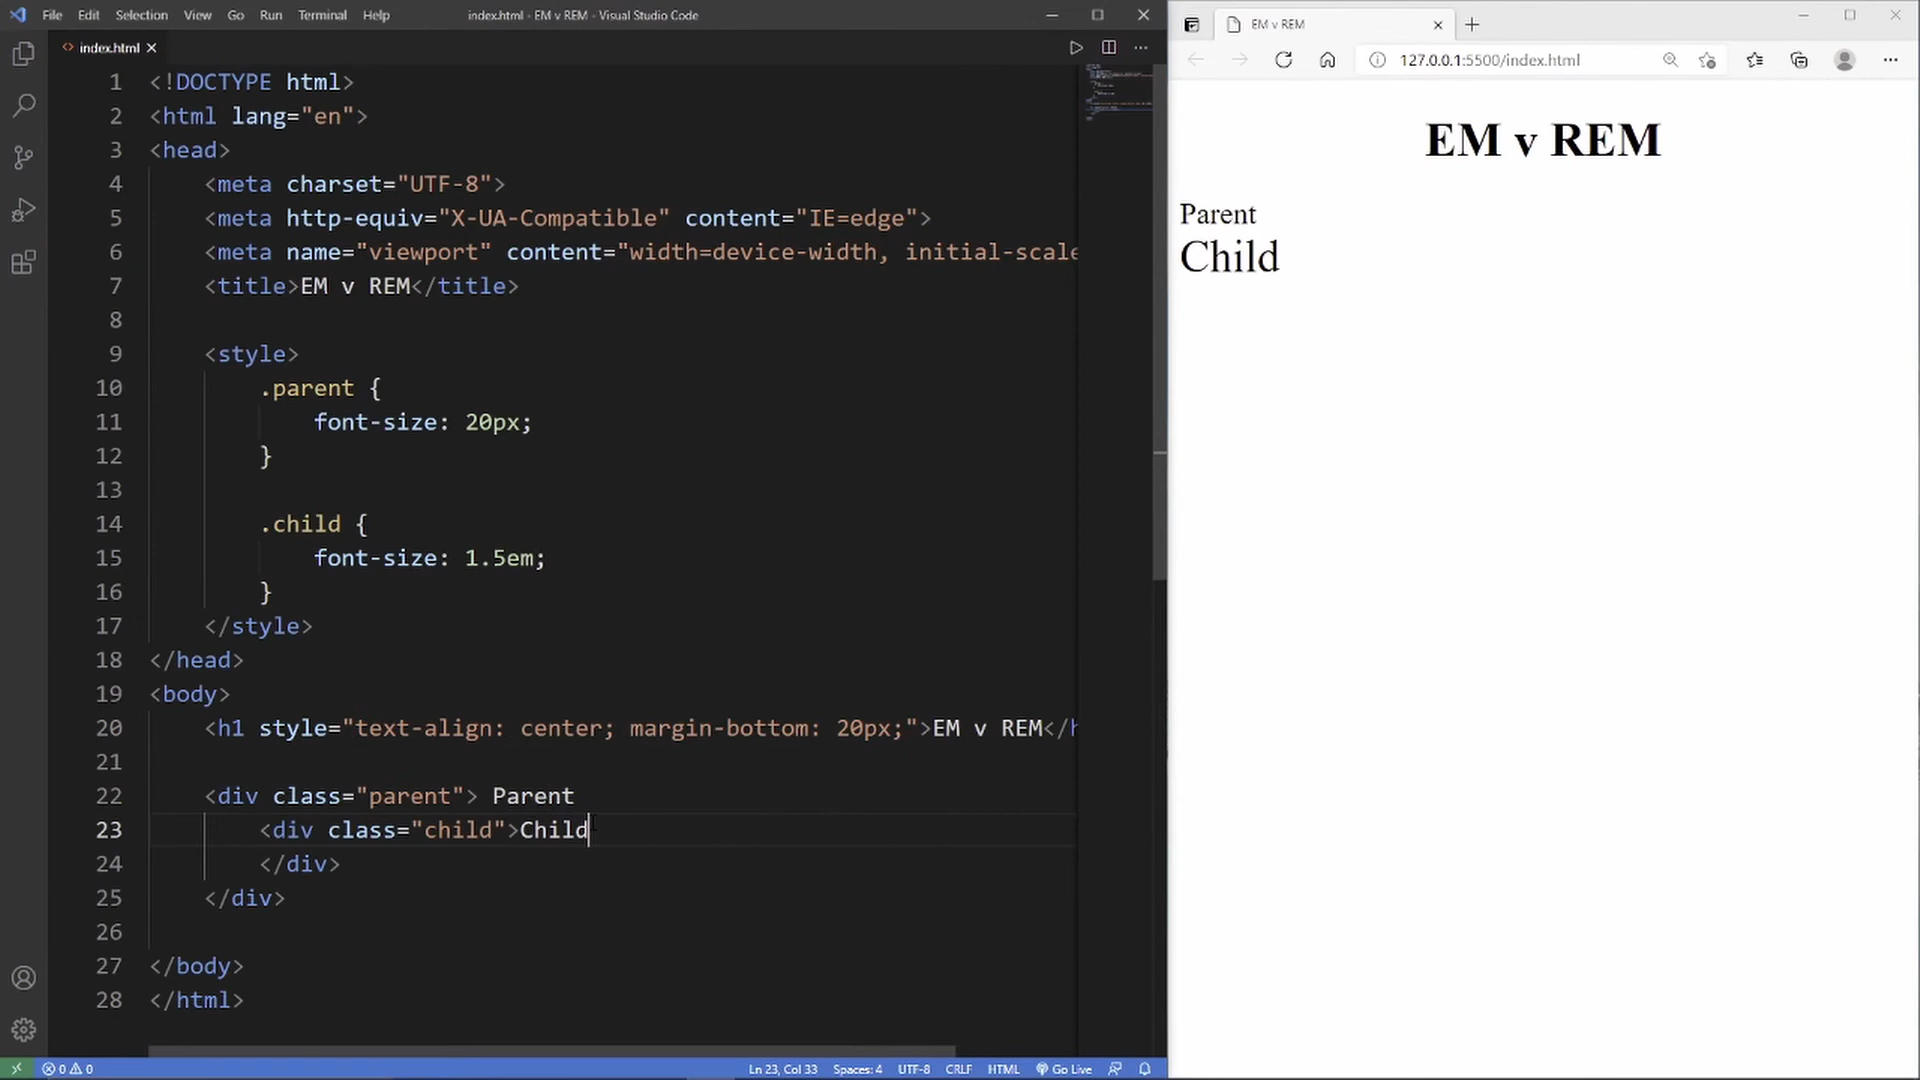 File Edit Selection View Go Run Terminal Help
index.html - EM v REM - Visual Studio Code
index.html
1 <!DOCTYPE html>
2 <html lang="en">
3 <head>
4 <meta charset="UTF-8">
5 <meta http-equiv="X-UA-Compatible" content="IE=edge">
6 <meta name="viewport" content="width=device-width, initial-scale
7 <title>EM v REM</title>
8
9 <style>
10 .parent {
11 font-size: 20px;
12 }
13
14 .child {
15 font-size: 1.5em;
16 }
17 </style>
18 </head>
19 <body>
20 <h1 style="text-align: center; margin-bottom: 20px;">EM v REM</h
21
22 <div class="parent"> Parent
23 <div class="child">Child
24 </div>
25 </div>
26
27 </body>
28 </html>
0 0 Ln 23, Col 33 Spaces: 4 UTF-8 CRLF HTML Go Live
EM v REM
127.0.0.1:5500/index.html
EM v REM
Parent
Child